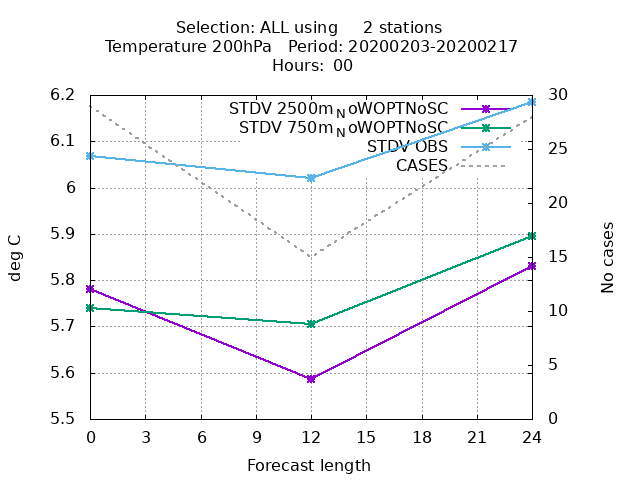 Selection: ALL using     2 stations
Temperature 200hPa   Period: 20200203-20200217
Hours:  00
STDV 2500m_NoWOPTNoSC
STDV 750m_NoWOPTNoSC
STDV OBS
CASES
6.2
6.1
6
5.9
5.8
5.7
5.6
5.5
30
25
20
15
10
5
0
deg C
No cases
0 3 6 9 12 15 18 21 24
Forecast length